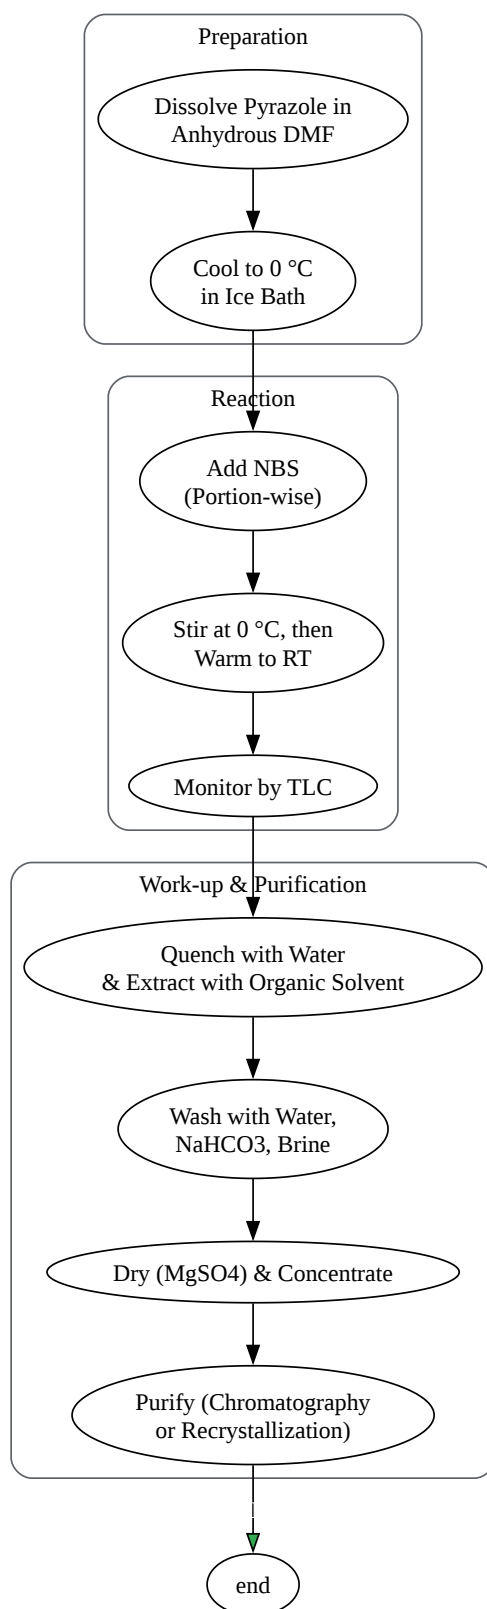 Preparation
Dissolve Pyrazole in
Anhydrous DMF
Cool to 0 °C
in Ice Bath
Reaction
Add NBS
(Portion-wise)
Stir at 0 °C, then
Warm to RT
Monitor by TLC
Work-up & Purification
Quench with Water
& Extract with Organic Solvent
Wash with Water,
NaHCO3, Brine
Dry (MgSO4) & Concentrate
Purify (Chromatography
or Recrystallization)
end